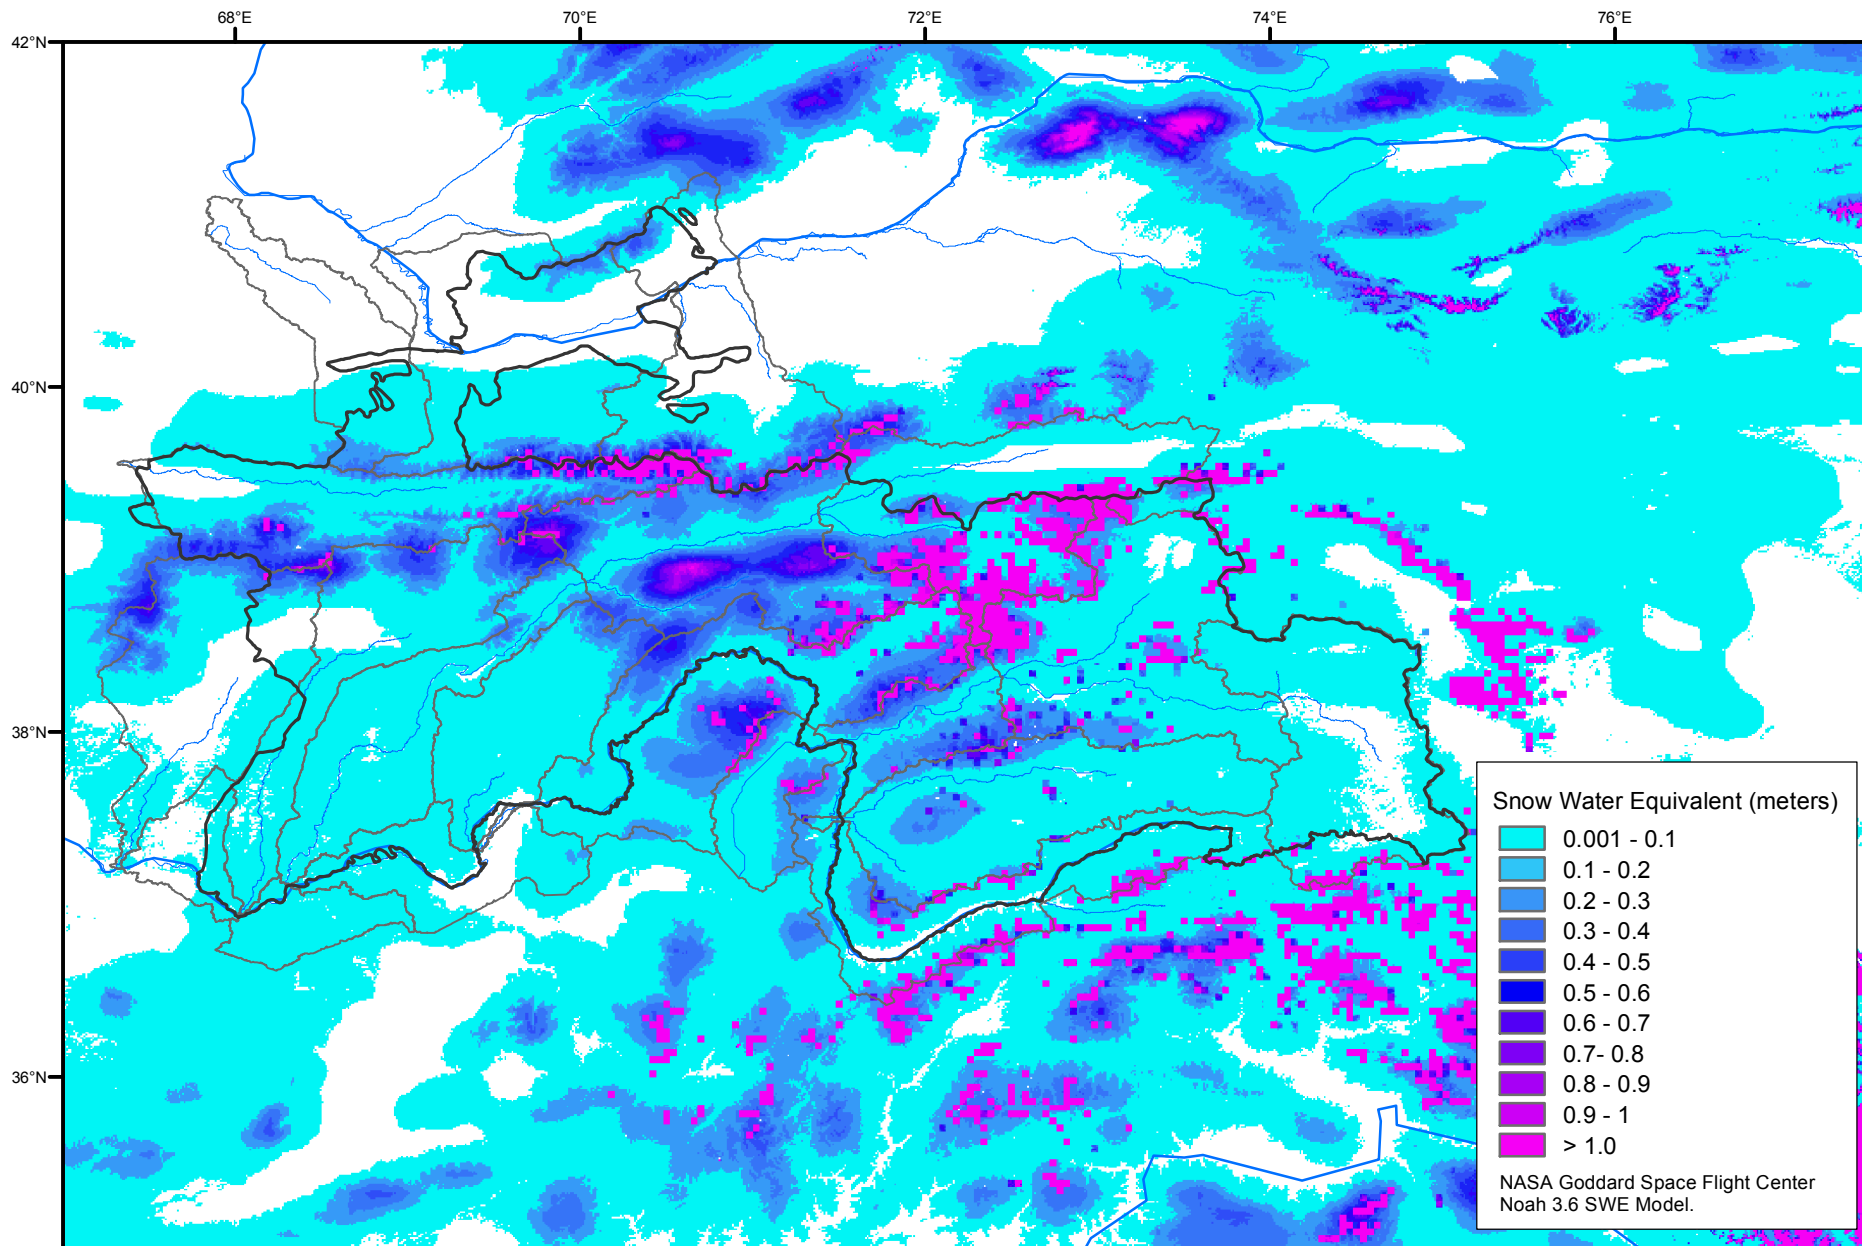 68°E
70°E
72°E
74°E
76°E
42°N
40°N
38°N
36°N
Snow Water Equivalent (meters)
0.001 - 0.1
0.1 - 0.2
0.2 - 0.3
0.3 - 0.4
0.4 - 0.5
0.5 - 0.6
0.6 - 0.7
0.7- 0.8
0.8 - 0.9
0.9 - 1
> 1.0
NASA Goddard Space Flight Center
Noah 3.6 SWE Model.